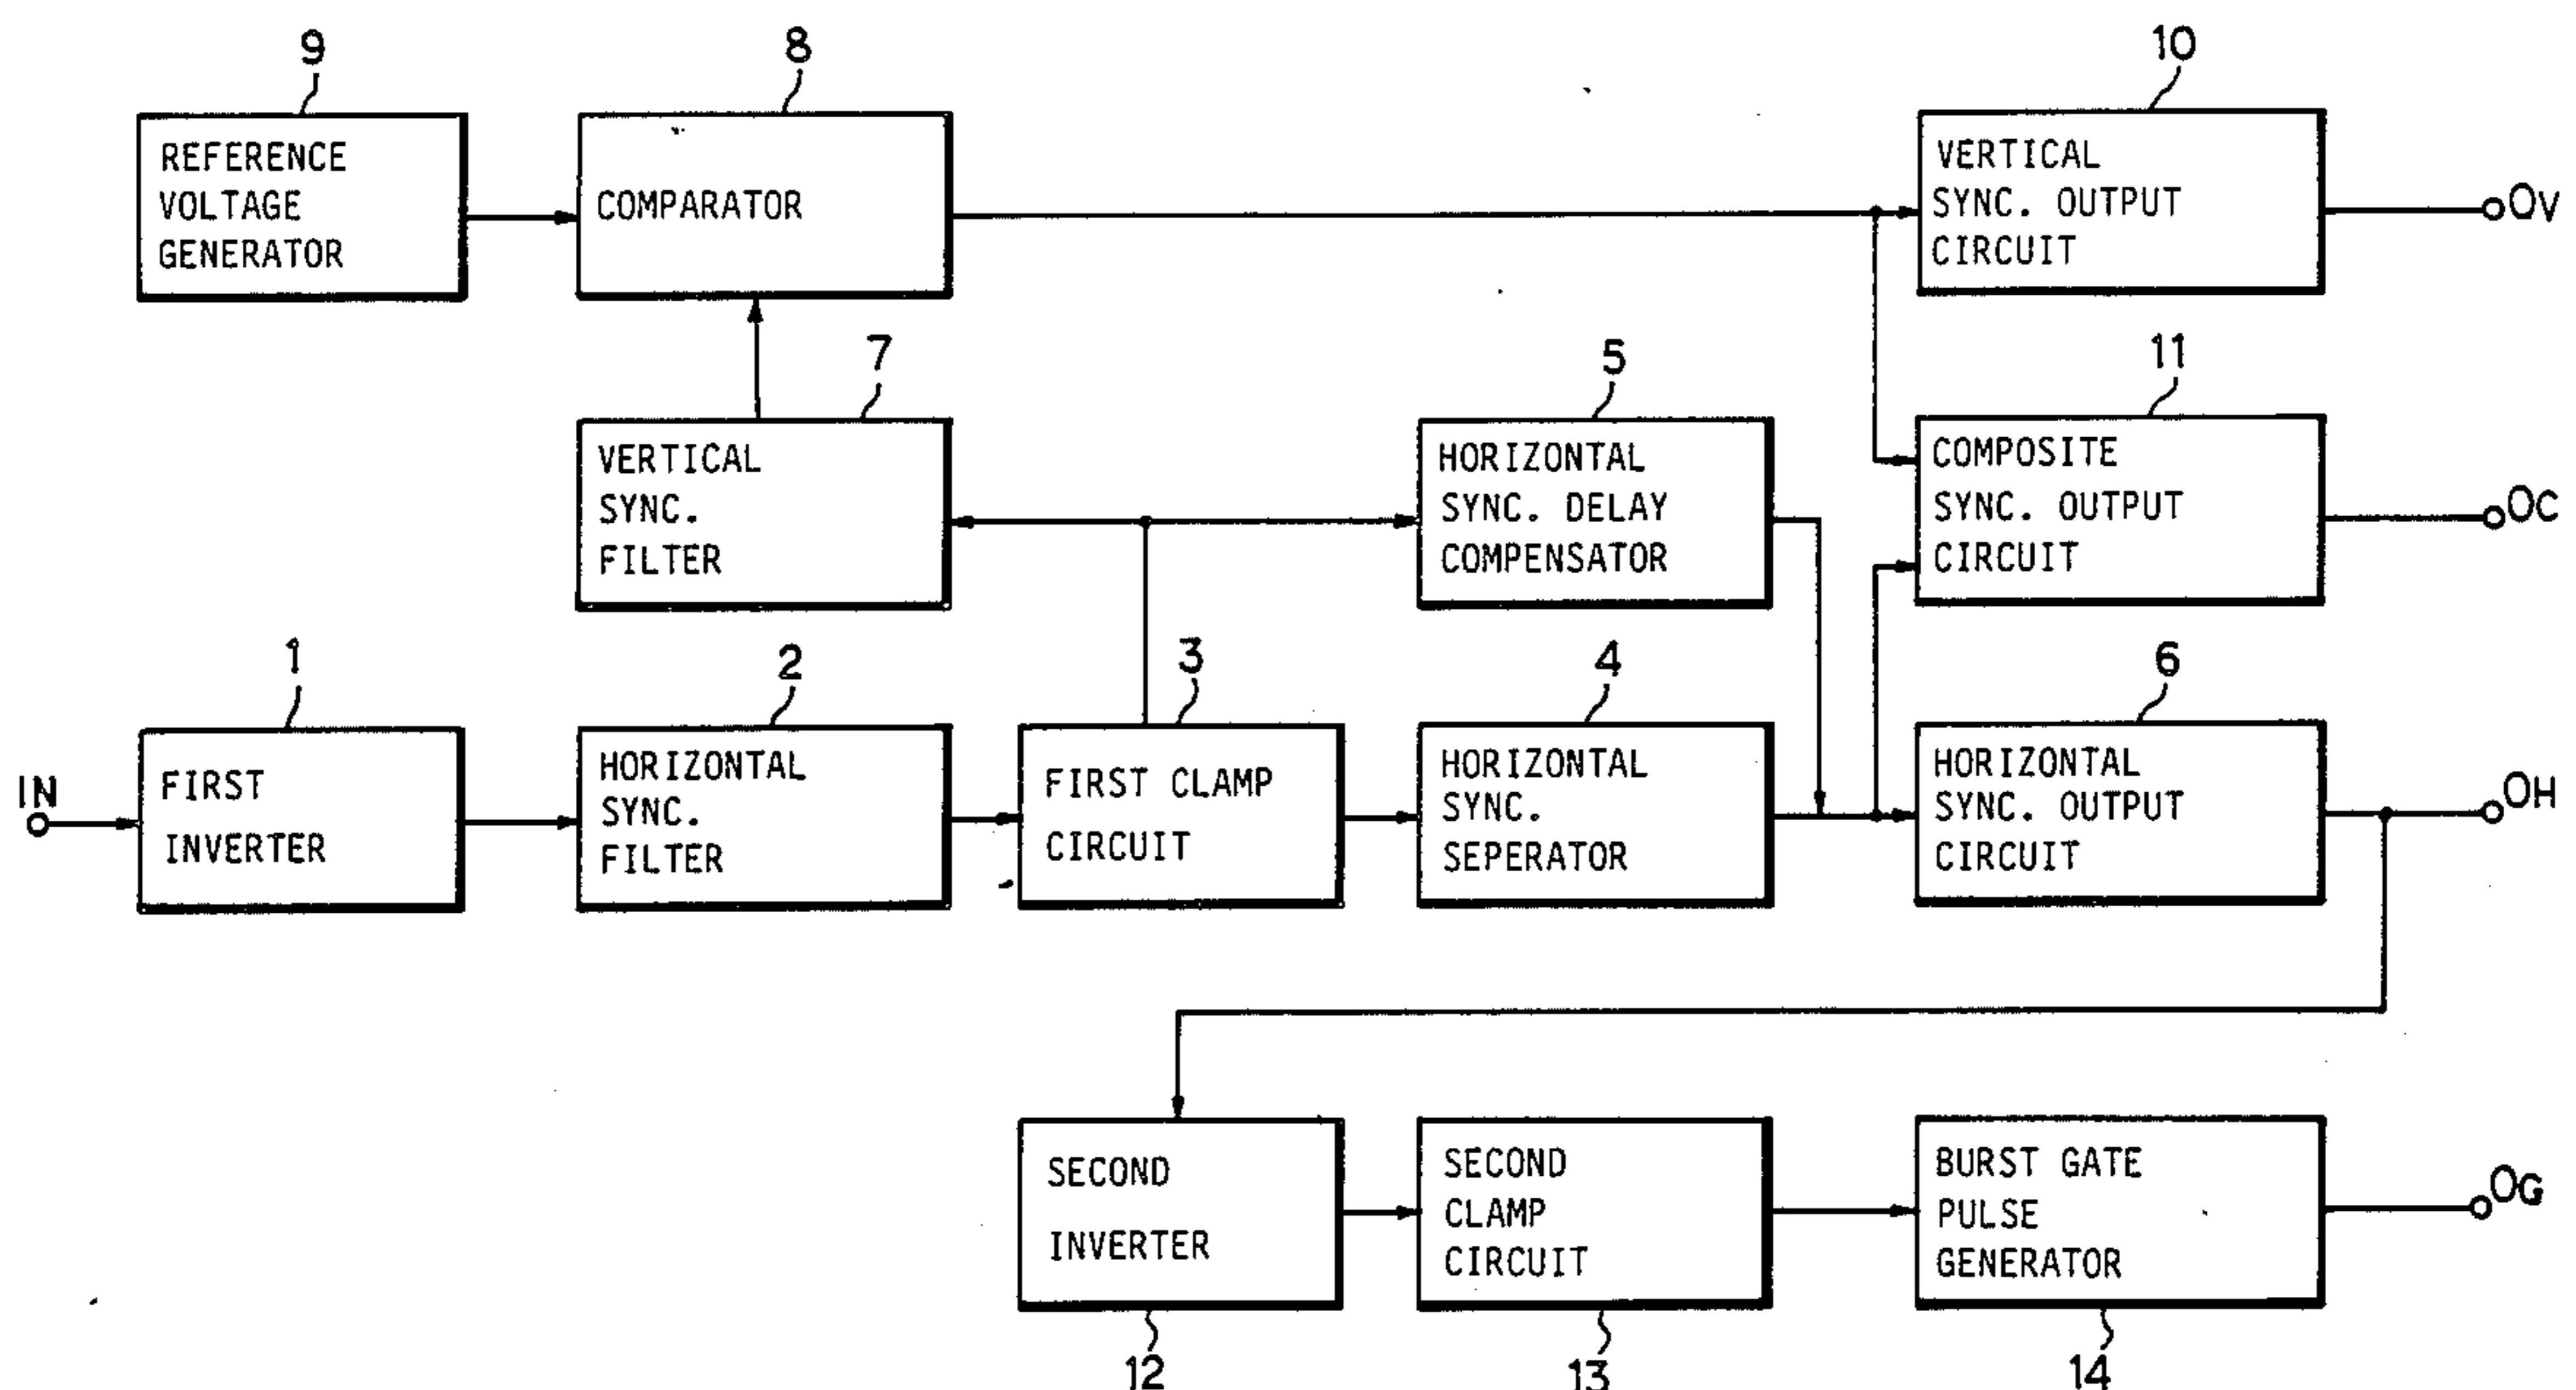 9
8
10
REFERENCE
VOLTAGE
GENERATOR
COMPARATOR
VERTICAL
SYNC. OUTPUT
CIRCUIT
OV
7
5
11
VERTICAL
SYNC.
FILTER
HORIZONTAL
SYNC. DELAY
COMPENSATOR
COMPOSITE
SYNC. OUTPUT
CIRCUIT
OC
1
2
3
4
6
IN
FIRST
INVERTER
HORIZONTAL
SYNC.
FILTER
FIRST CLAMP
CIRCUIT
HORIZONTAL
SYNC.
SEPERATOR
HORIZONTAL
SYNC. OUTPUT
CIRCUIT
OH
SECOND
INVERTER
SECOND
CLAMP
CIRCUIT
BURST GATE
PULSE
GENERATOR
OG
12
13
14